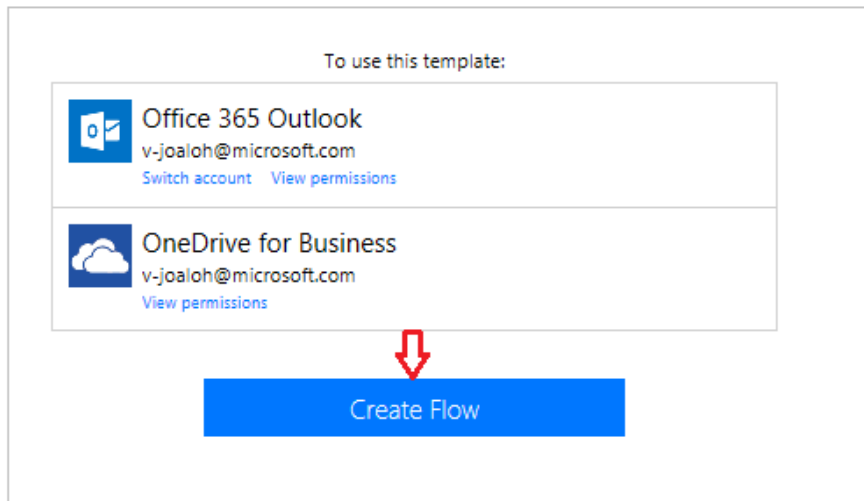 To use this template:
Office 365 Outlook
v-joaloh@microsoft.com
Switch account View permissions
OneDrive for Business
v-joaloh@microsoft.com
View permissions
Create Flow